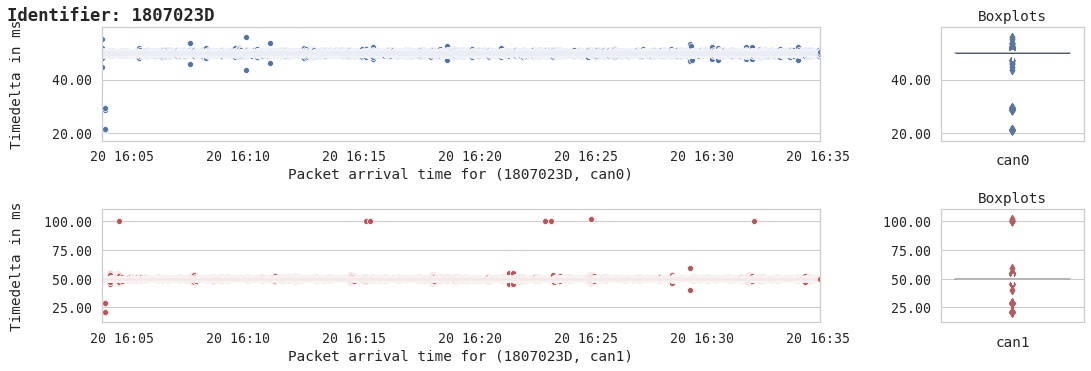 Identifier: 1807023D
Boxplots
Timedelta in ms
40.00
20.00
40.00
20.00
20 16:05 20 16:10 20 16:15 20 16:20 20 16:25 20 16:30 20 16:35
can0
Packet arrival time for (1807023D, can0)
Boxplots
Timedelta in ms
100.00
75.00
50.00
25.00
100.00
75.00
50.00
25.00
20 16:05 20 16:10 20 16:15 20 16:20 20 16:25 20 16:30 20 16:35
can1
Packet arrival time for (1807023D, can1)